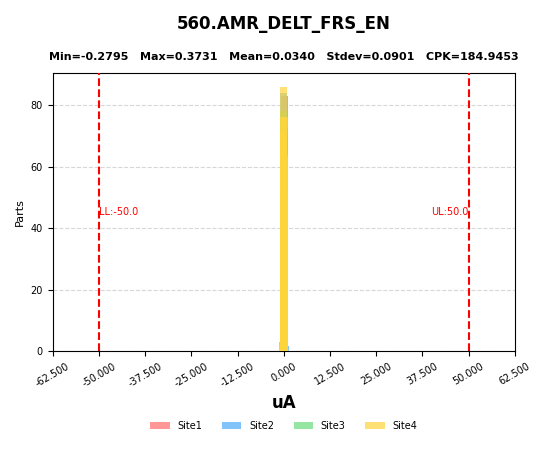 560.AMR_DELT_FRS_EN
Min=-0.2795 Max=0.3731 Mean=0.0340 Stdev=0.0901 CPK=184.9453
80
60
40
20
0
Parts
LL:-50.0
UL:50.0
-62.500 -50.000 -37.500 -25.000 -12.500 0.000 12.500 25.000 37.500 50.000 62.500
uA
Site1 Site2 Site3 Site4